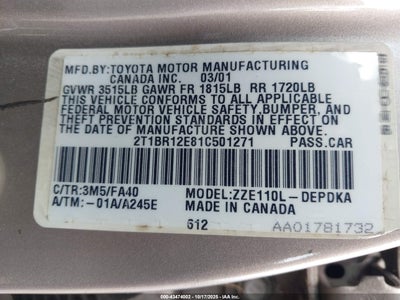 MFD.BY:TOYOTA MOTOR MANUFACTURING
CANADA INC. 03/01
GVWR 3515LB GAWR FR 1815LB RR 1720LB
THIS VEHICLE CONFORMS TO ALL APPLICABLE
FEDERAL MOTOR VEHICLE SAFETY,BUMPER, AND
THEFT PREVENTION STANDARDS IN EFFECT ON
THE DATE OF MANUFACTURE SHOWN ABOVE.
2T1BR12E81C501271 PASS.CAR
C/TR:3M5/FA40 MODEL:ZZE110L-DEPDKA
A/TM:-01A/A245E MADE IN CANADA
612 AA01781732
500-43474002 | 10/17/2025 - IAA